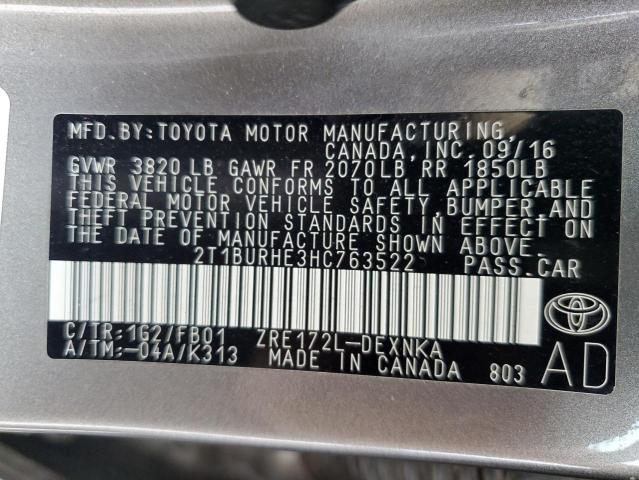 MFD. BY: TOYOTA MOTOR MANUFACTURING,
CANADA, INC. 09/16
GVWR 3820 LB GAWR FR 2070LB RR 1850LB
THIS VEHICLE CONFORMS TO ALL APPLICABLE
FEDERAL MOTOR VEHICLE SAFETY, BUMPER, AND
THEFT PREVENTION STANDARDS IN EFFECT ON
THE DATE OF MANUFACTURE SHOWN ABOVE.
2T1BURHE3HC763522 PASS. CAR
C/TR: 1G2/FB01 ZRE172L-DEXNKA
A/TM: -04A/K313 MADE IN CANADA 803
AD